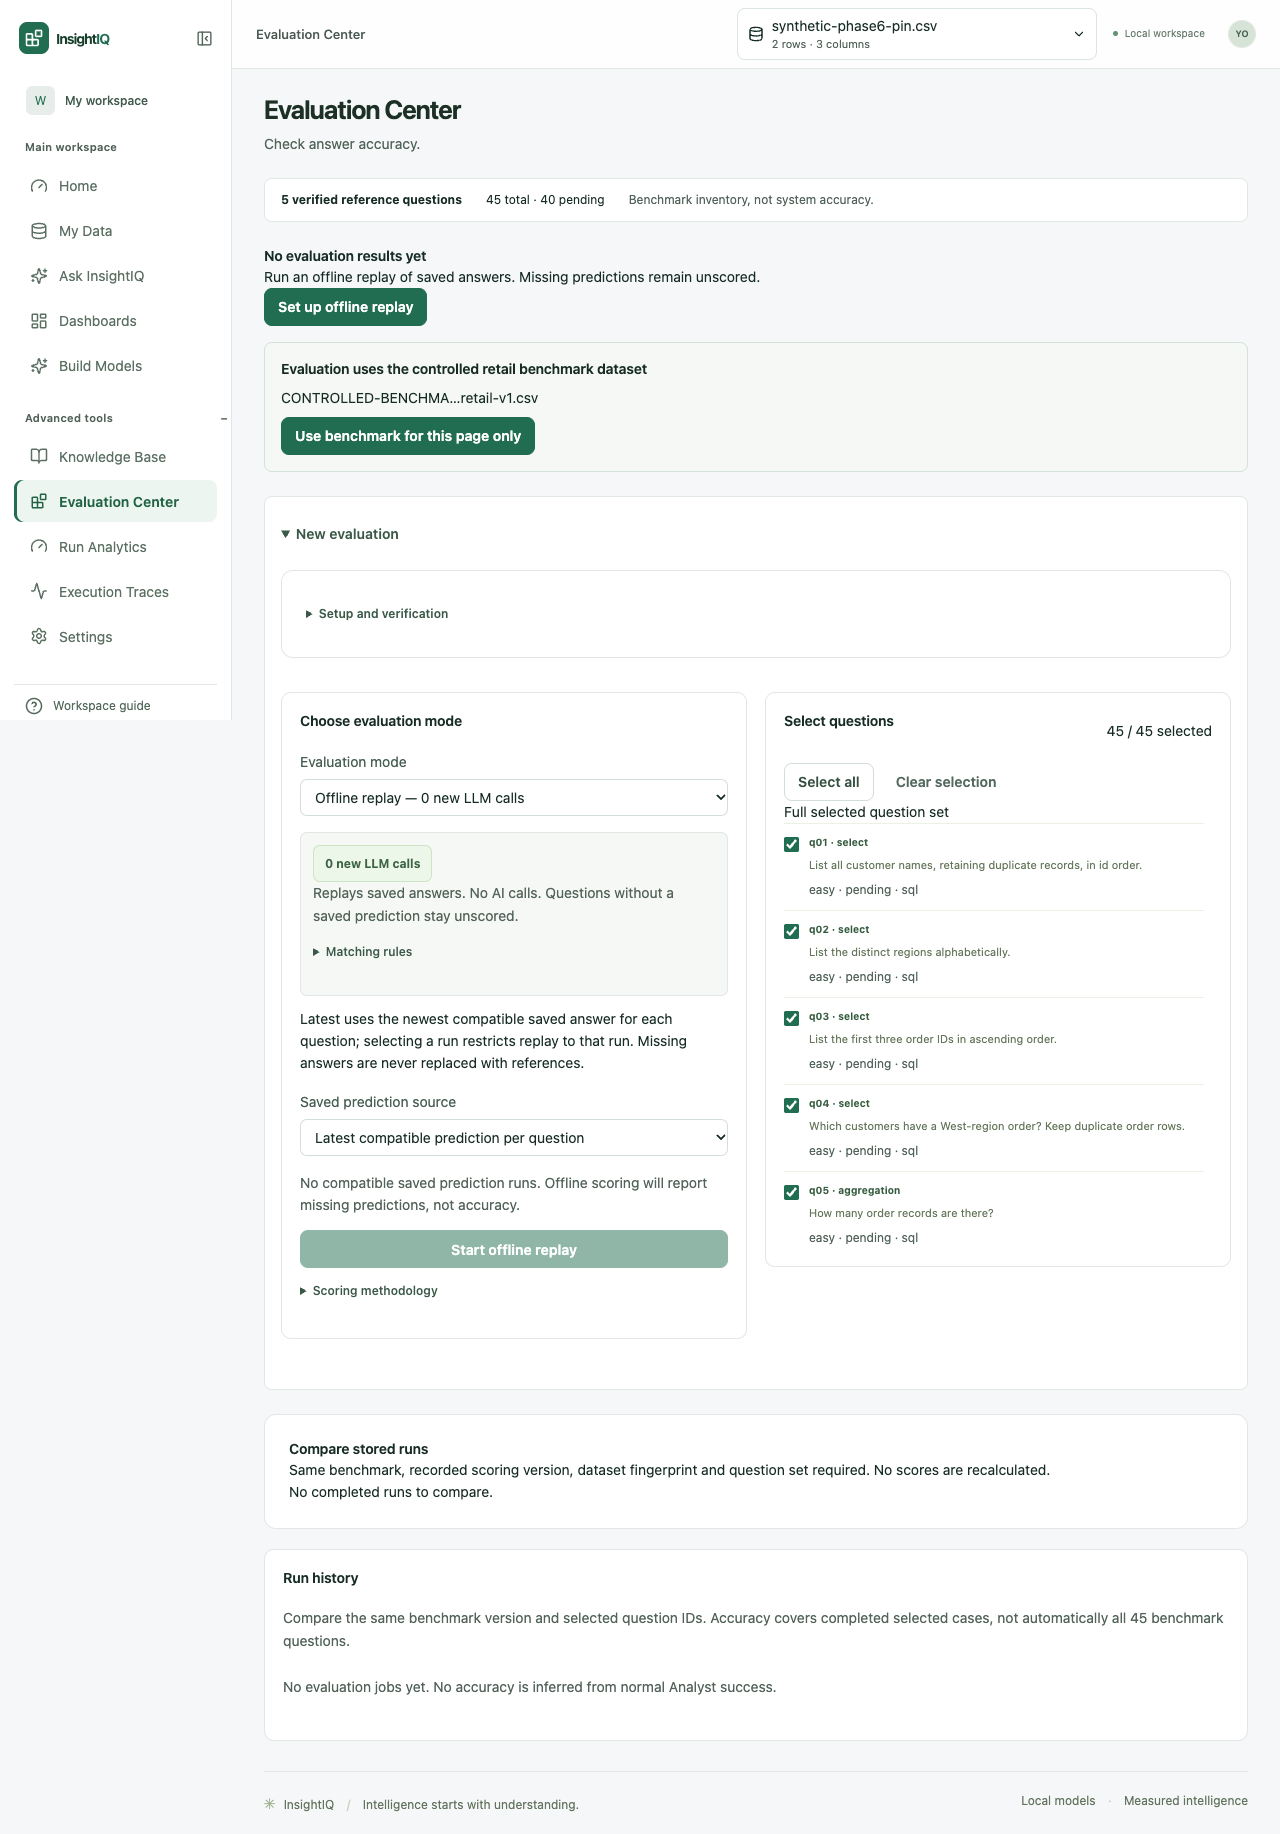 InsightIQ
W
My workspace
Main workspace
Home
My Data
Ask InsightIQ
Dashboards
Build Models
Advanced tools
–
Knowledge Base
Evaluation Center
Run Analytics
Execution Traces
Settings
Workspace guide
Evaluation Center
synthetic-phase6-pin.csv
2 rows · 3 columns
Local workspace
YO
Evaluation Center
Check answer accuracy.
5 verified reference questions 45 total · 40 pending Benchmark inventory, not system accuracy.
No evaluation results yet
Run an offline replay of saved answers. Missing predictions remain unscored.
Set up offline replay
Evaluation uses the controlled retail benchmark dataset
CONTROLLED-BENCHMA...retail-v1.csv
Use benchmark for this page only
New evaluation
Setup and verification
Choose evaluation mode
Evaluation mode
Offline replay — 0 new LLM calls
0 new LLM calls
Replays saved answers. No AI calls. Questions without a
saved prediction stay unscored.
Matching rules
Latest uses the newest compatible saved answer for each
question; selecting a run restricts replay to that run. Missing
answers are never replaced with references.
Saved prediction source
Latest compatible prediction per question
No compatible saved prediction runs. Offline scoring will report
missing predictions, not accuracy.
Start offline replay
Scoring methodology
Select questions
45 / 45 selected
Select all
Clear selection
Full selected question set
q01 · select
List all customer names, retaining duplicate records, in id order.
easy · pending · sql
q02 · select
List the distinct regions alphabetically.
easy · pending · sql
q03 · select
List the first three order IDs in ascending order.
easy · pending · sql
q04 · select
Which customers have a West-region order? Keep duplicate order rows.
easy · pending · sql
q05 · aggregation
How many order records are there?
easy · pending · sql
Compare stored runs
Same benchmark, recorded scoring version, dataset fingerprint and question set required. No scores are recalculated.
No completed runs to compare.
Run history
Compare the same benchmark version and selected question IDs. Accuracy covers completed selected cases, not automatically all 45 benchmark
questions.
No evaluation jobs yet. No accuracy is inferred from normal Analyst success.
InsightIQ / Intelligence starts with understanding.
Local models · Measured intelligence